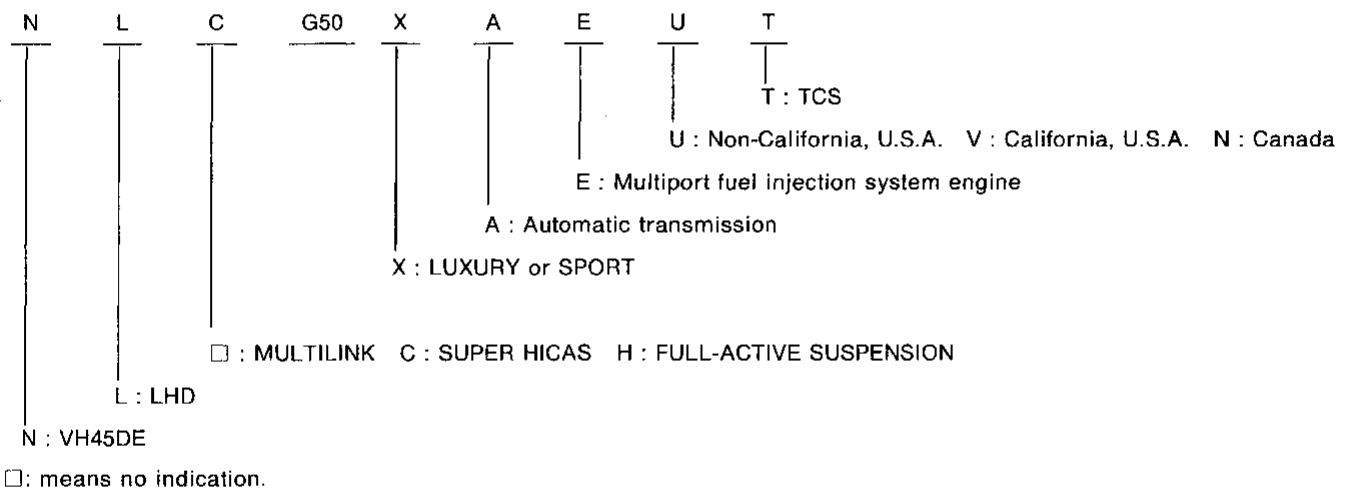 N L C G50 X A E U T
T : TCS
U : Non-California, U.S.A. V : California, U.S.A. N : Canada
E : Multiport fuel injection system engine
A : Automatic transmission
X : LUXURY or SPORT
□ : MULTILINK C : SUPER HICAS H : FULL-ACTIVE SUSPENSION
L : LHD
N : VH45DE
□: means no indication.